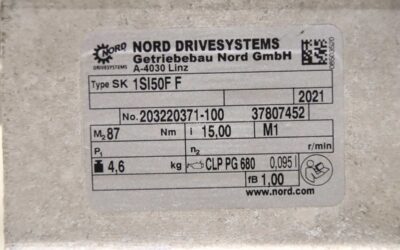 NORD DRIVESYSTEMS
Getriebebau Nord GmbH
A-4030 Linz
NORD
DRIVESYSTEMS
Type SK 1SI50F F
2021
No. 203220371-100 37807452
M₂ 87 Nm i 15,00 M1
P₁ n₂ r/min
4,6 kg CLP PG 680 0,095 l
fB 1,00
www.nord.com